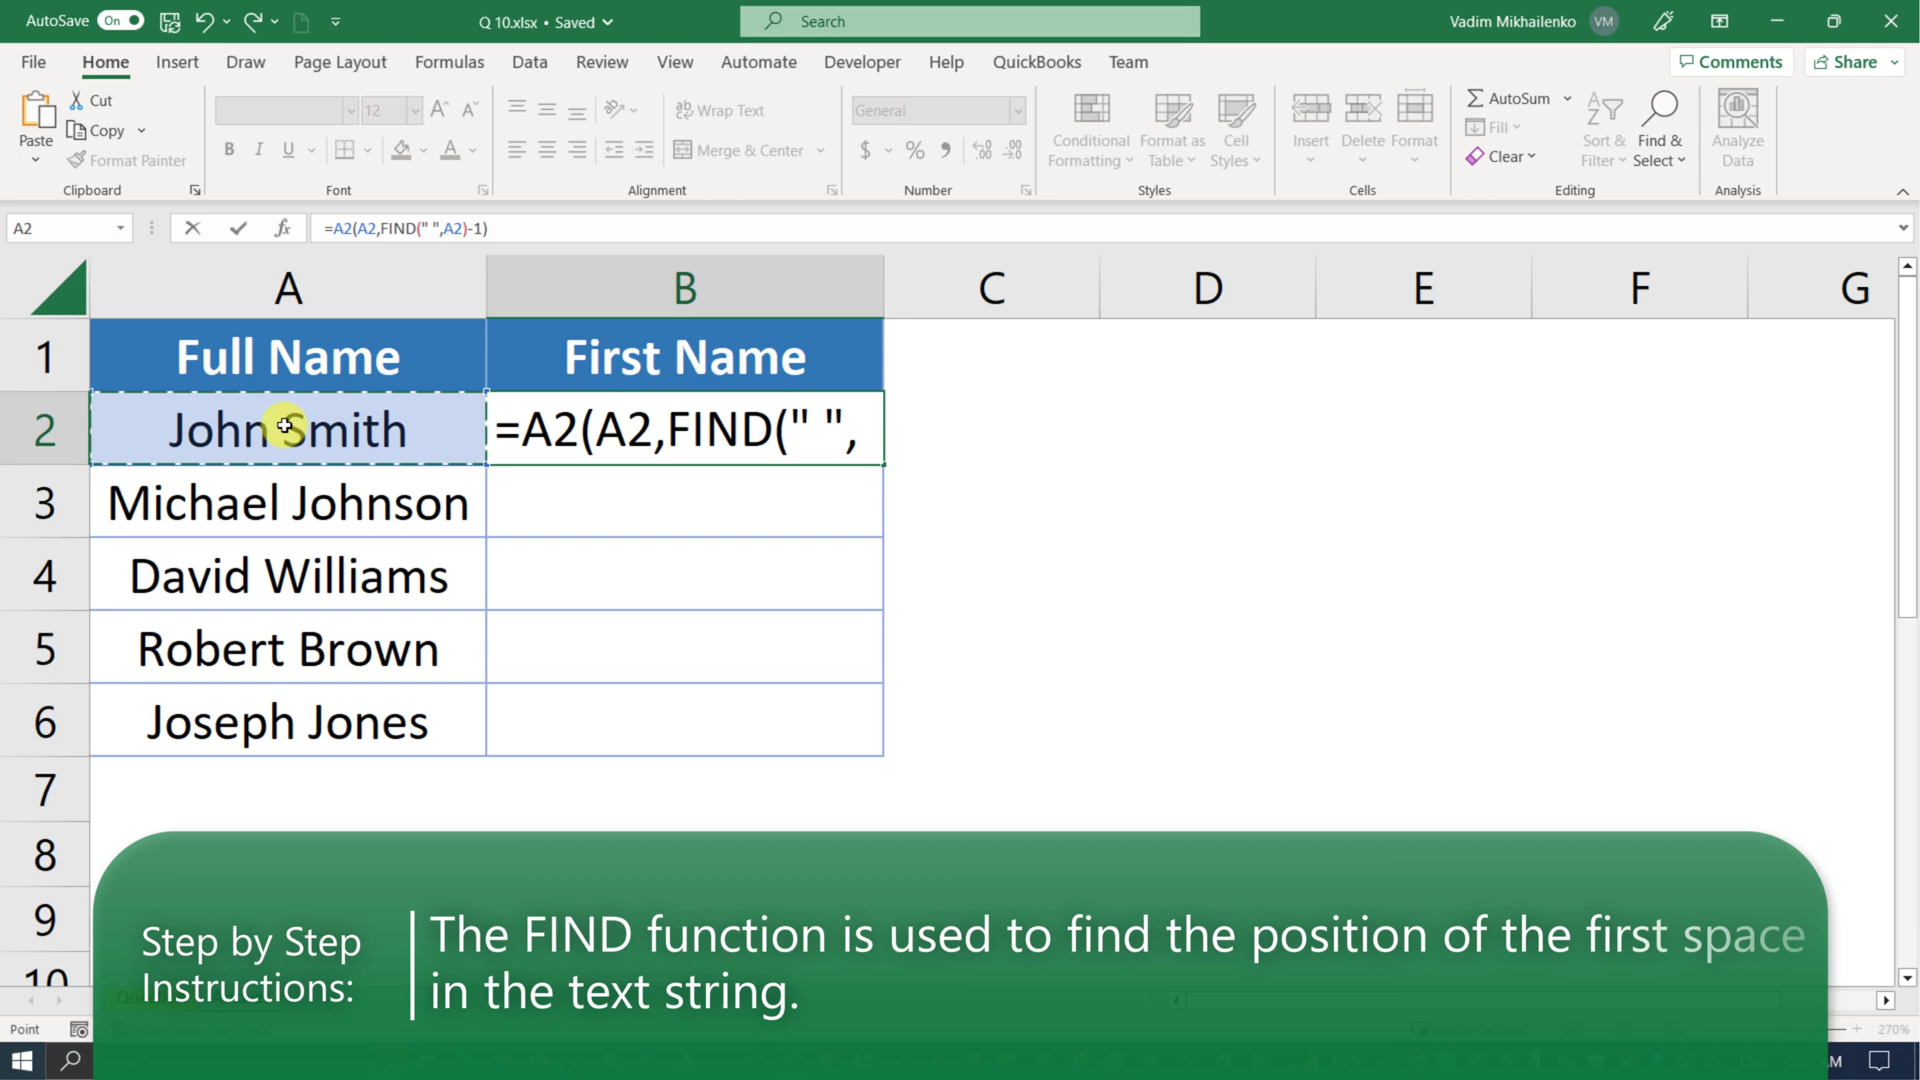 AutoSave On
Q 10.xlsx • Saved
Search
Vadim Mikhailenko VM
File Home Insert Draw Page Layout Formulas Data Review View Automate Developer Help QuickBooks Team
Comments Share
Paste
Cut
Copy
Format Painter
Clipboard
12
B I U
Font
Wrap Text
Merge & Center
Alignment
General
$ % 9
Number
Conditional Formatting
Format as Table
Cell Styles
Styles
Insert Delete Format
Cells
AutoSum
Fill
Clear
Sort & Filter
Find & Select
Editing
Analyze Data
Analysis
A2
fx
=A2(A2,FIND(" ",A2)-1)
A B C D E F G
1 Full Name First Name
2 John Smith =A2(A2,FIND(" ",
3 Michael Johnson
4 David Williams
5 Robert Brown
6 Joseph Jones
7
8
9
10
Step by Step
Instructions:
The FIND function is used to find the position of the first space
in the text string.
Point
270%